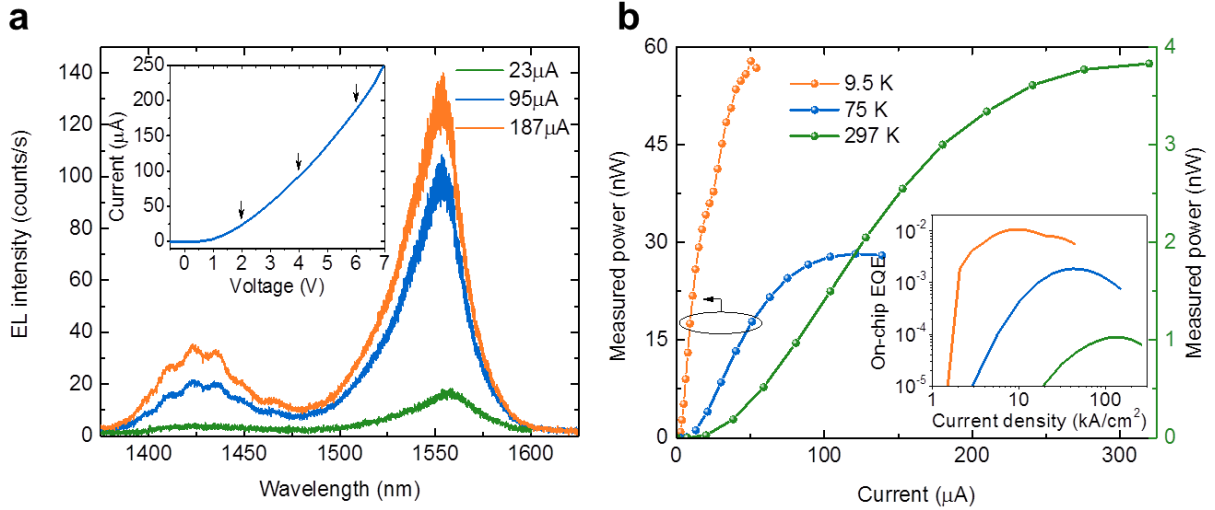 a
EL intensity (counts/s)
140
120
100
80
60
40
20
0
1400
1450
1500
1550
1600
Wavelength (nm)
23μA
95μA
187μA
Current (μA)
250
200
150
100
50
0
0
1
2
3
4
5
6
7
Voltage (V)
b
Measured power (nW)
60
45
30
15
0
0
100
200
300
Current (μA)
9.5 K
75 K
297 K
Measured power (nW)
4
3
2
1
0
On-chip EQE
10⁻²
10⁻³
10⁻⁴
10⁻⁵
1
10
100
Current density (kA/cm²)